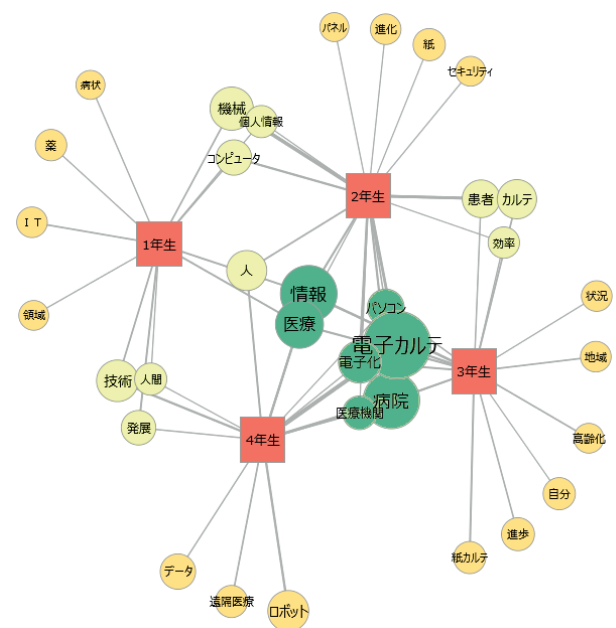 パネル
進化
紙
セキュリティ
病状
機械
個人情報
薬
コンピュータ
2年生
患者
カルテ
ＩＴ
1年生
効率
人
情報
パソコン
状況
領域
医療
電子カルテ
電子化
3年生
地域
技術
人間
医療機関
病院
発展
4年生
高齢化
自分
進歩
紙カルテ
データ
遠隔医療
ロボット